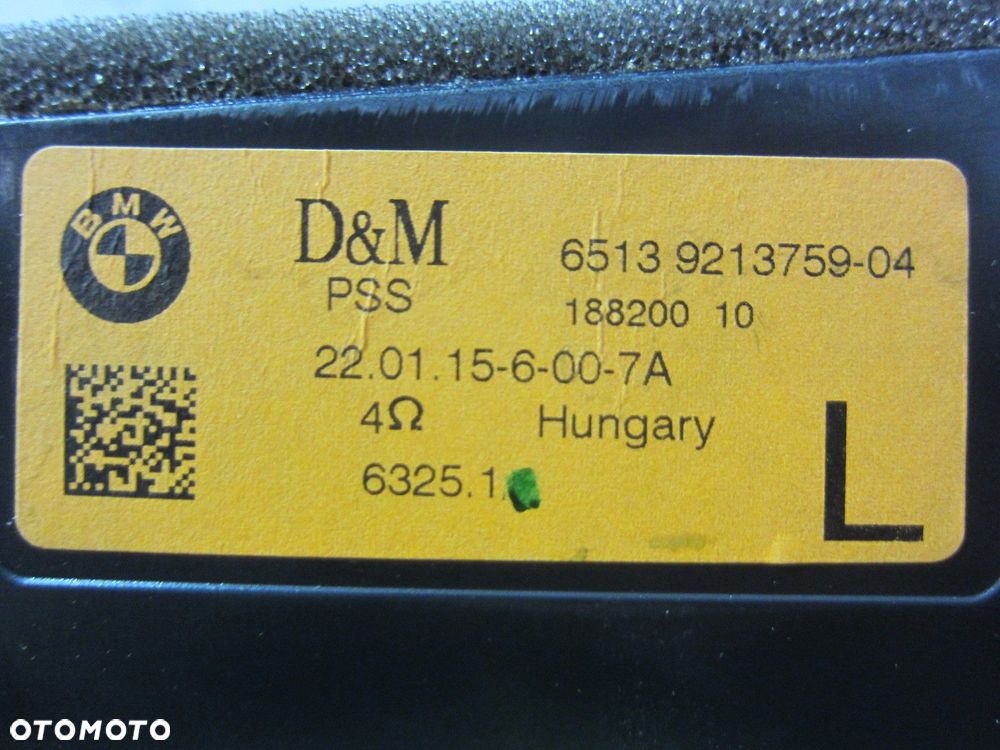 BMW
D&M
PSS
6513 9213759-04
188200 10
22.01.15-6-00-7A
4Ω Hungary
6325.1
L
OTOMOTO